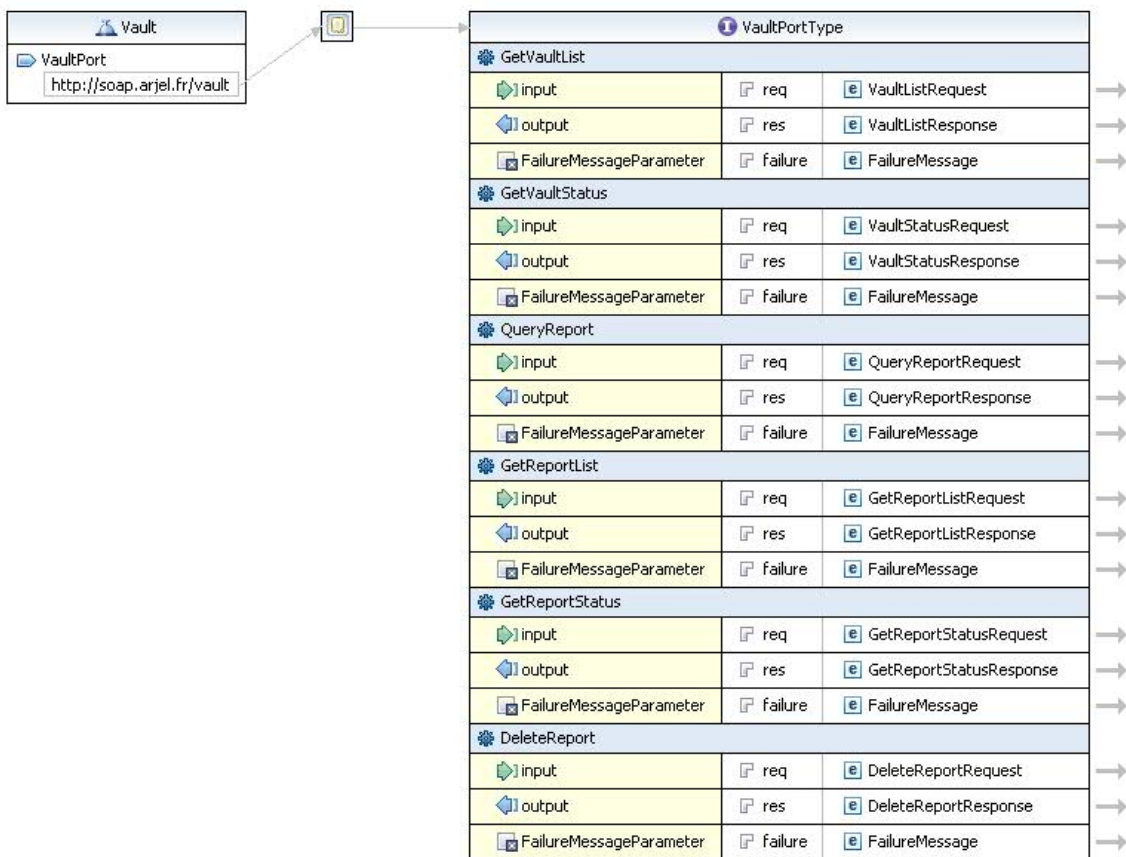 Vault
VaultPort
http://soap.arjel.fr/vault
VaultPortType
GetVaultList
input req e VaultListRequest
output res e VaultListResponse
FailureMessageParameter failure e FailureMessage
GetVaultStatus
input req e VaultStatusRequest
output res e VaultStatusResponse
FailureMessageParameter failure e FailureMessage
QueryReport
input req e QueryReportRequest
output res e QueryReportResponse
FailureMessageParameter failure e FailureMessage
GetReportList
input req e GetReportListRequest
output res e GetReportListResponse
FailureMessageParameter failure e FailureMessage
GetReportStatus
input req e GetReportStatusRequest
output res e GetReportStatusResponse
FailureMessageParameter failure e FailureMessage
DeleteReport
input req e DeleteReportRequest
output res e DeleteReportResponse
FailureMessageParameter failure e FailureMessage